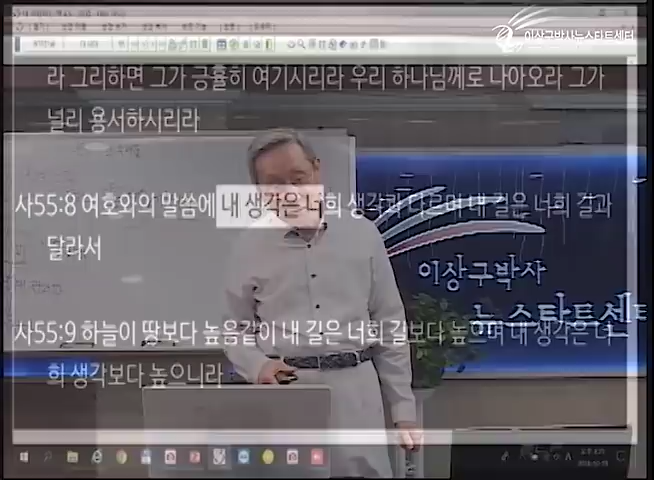 이상구박사뉴스타트센터
라 그리하면 그가 긍휼히 여기시리라 우리 하나님께로 나아오라 그가
널리 용서하시리라
사55:8 여호와의 말씀에 내 생각은 너희 생각과 다르며 내 길은 너희 길과
달라서
이상구박사
뉴스타트센터
사55:9 하늘이 땅보다 높음같이 내 길은 너희 길보다 높으며 내 생각은 너
희 생각보다 높으니라